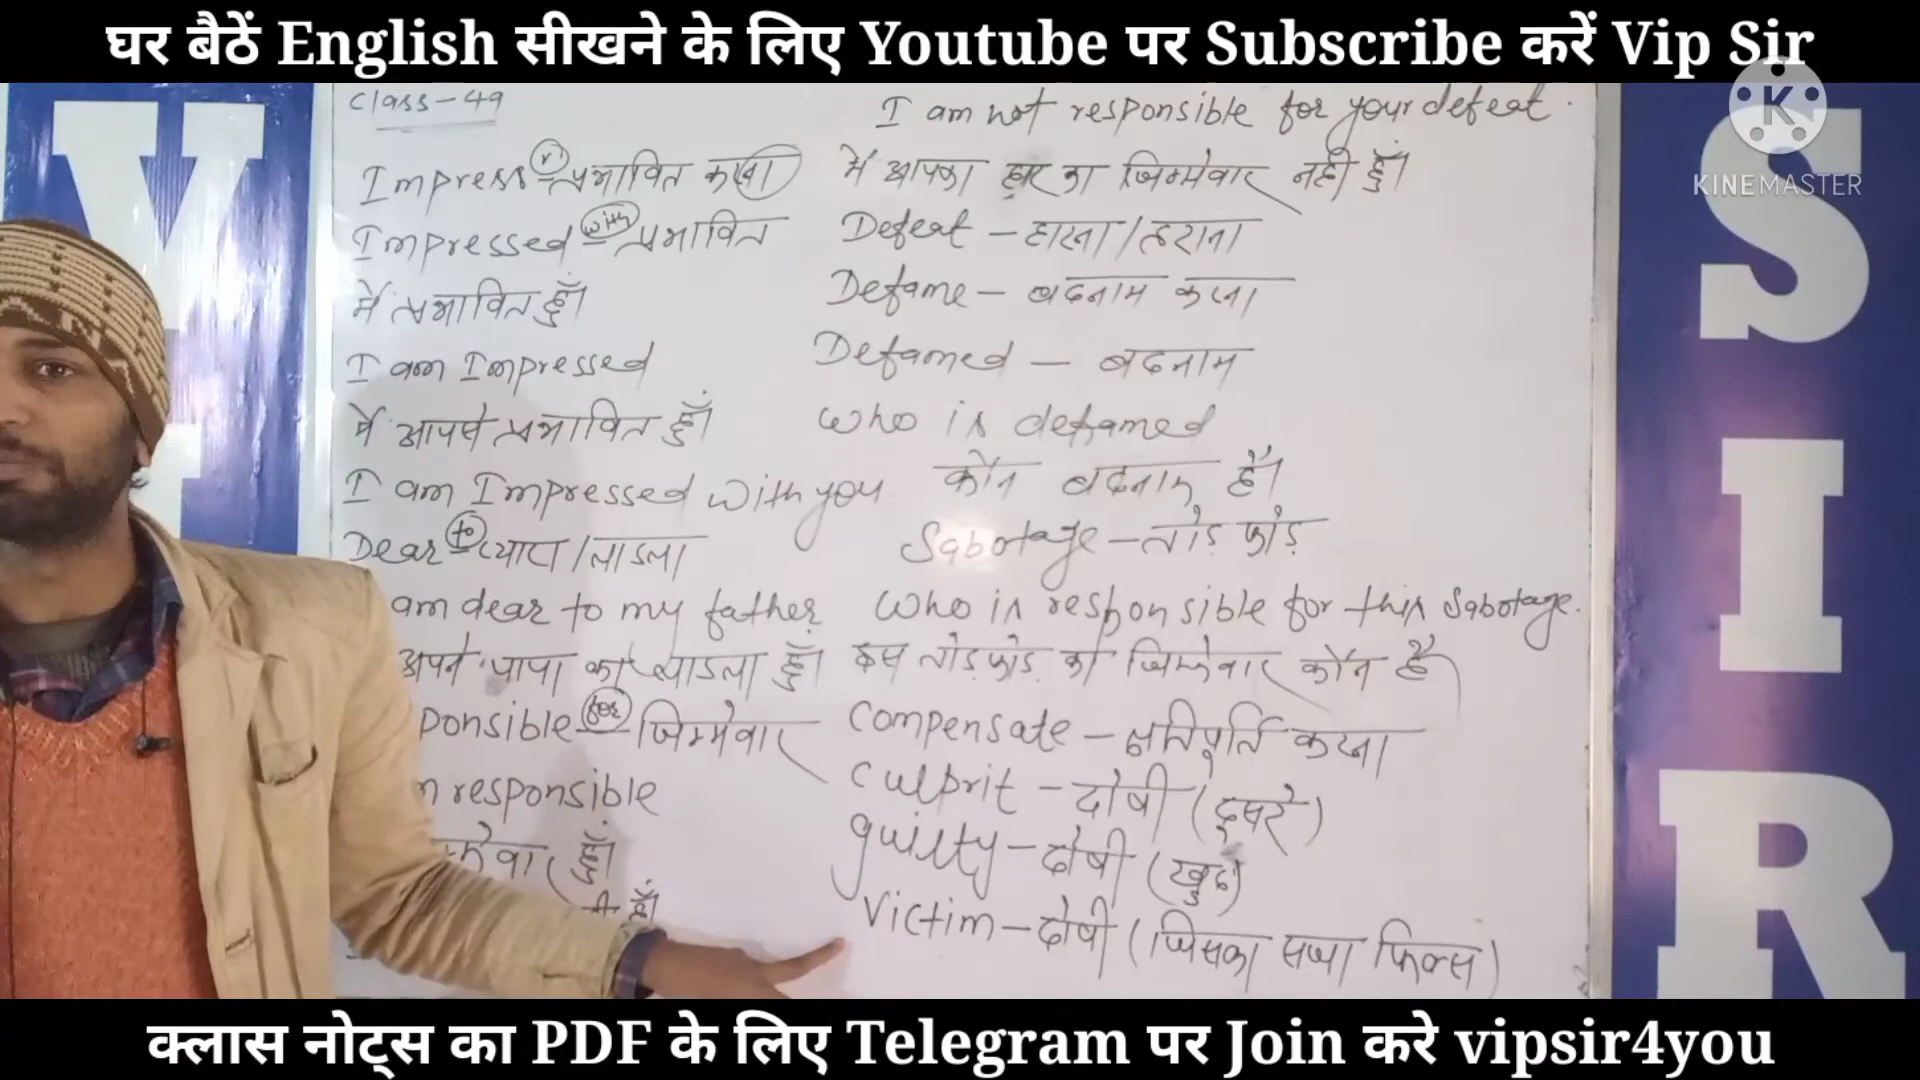 घर बैठें English सीखने के लिए Youtube पर Subscribe करें Vip Sir
K
KINEMASTER
V
SIR
Class-49
Impress (v) - प्रभावित करना
Impressed (with) - प्रभावित
मैं प्रभावित हूँ।
I am Impressed
मैं आपसे प्रभावित हूँ।
I am Impressed with you
Dear (to) - प्यारा/लाडला
am dear to my father
अपने पापा का लाडला हूँ।
ponsible (for) - जिम्मेवार
responsible
हूँ।
हूँ।
I am not responsible for your defeat.
मैं आपका हार का जिम्मेवार नहीं हूँ।
Defeat - हारना/हराना
Defame - बदनाम करना
Defamed - बदनाम
Who is defamed
कौन बदनाम है।
Sabotage - तोड़ फोड़
Who is responsible for this Sabotage.
इस तोड़फोड़ का जिम्मेवार कौन है
Compensate - क्षतिपूर्ति करना
Culprit - दोषी (दूसरे)
guilty - दोषी (खुद)
Victim - दोषी (जिसका सजा फिक्स)
क्लास नोट्स का PDF के लिए Telegram पर Join करे vipsir4you